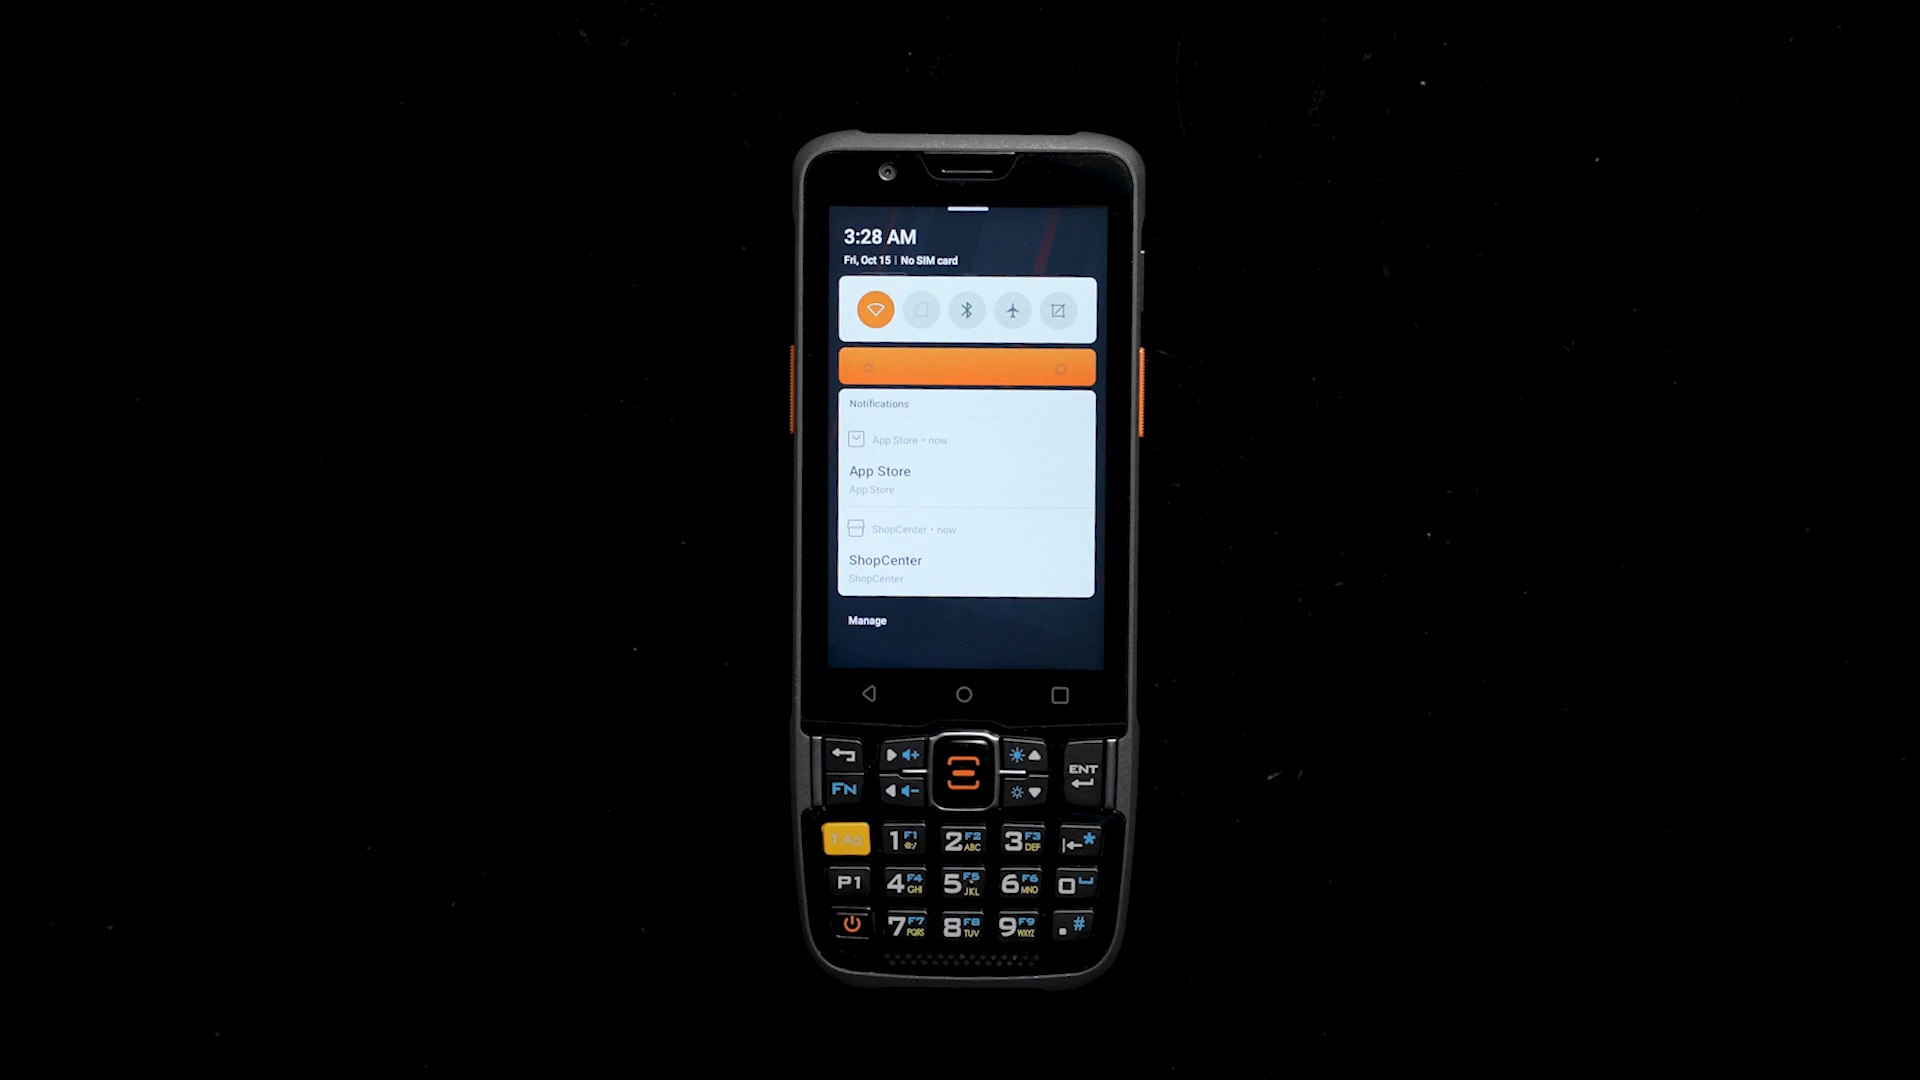 3:28 AM
Fri, Oct 15 | No SIM card
Notifications
App Store • now
App Store
App Store
ShopCenter • now
ShopCenter
ShopCenter
Manage
FN
ENT
1 Aa
1 F1 @:/
2 F2 ABC
3 F3 DEF
*
P1
4 F4 GHI
5 F5 JKL
6 F6 MNO
0
7 F7 PQRS
8 F8 TUV
9 F9 WXYZ
. #